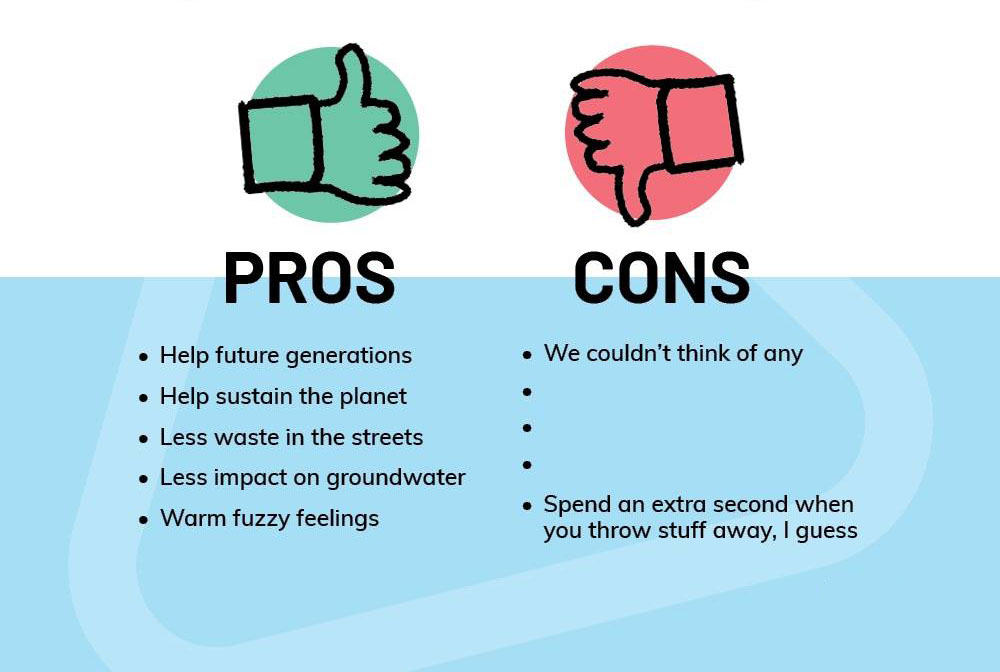 PROS
• Help future generations
• Help sustain the planet
• Less waste in the streets
• Less impact on groundwater
• Warm fuzzy feelings
CONS
• We couldn’t think of any
•
•
•
• Spend an extra second when
you throw stuff away, I guess